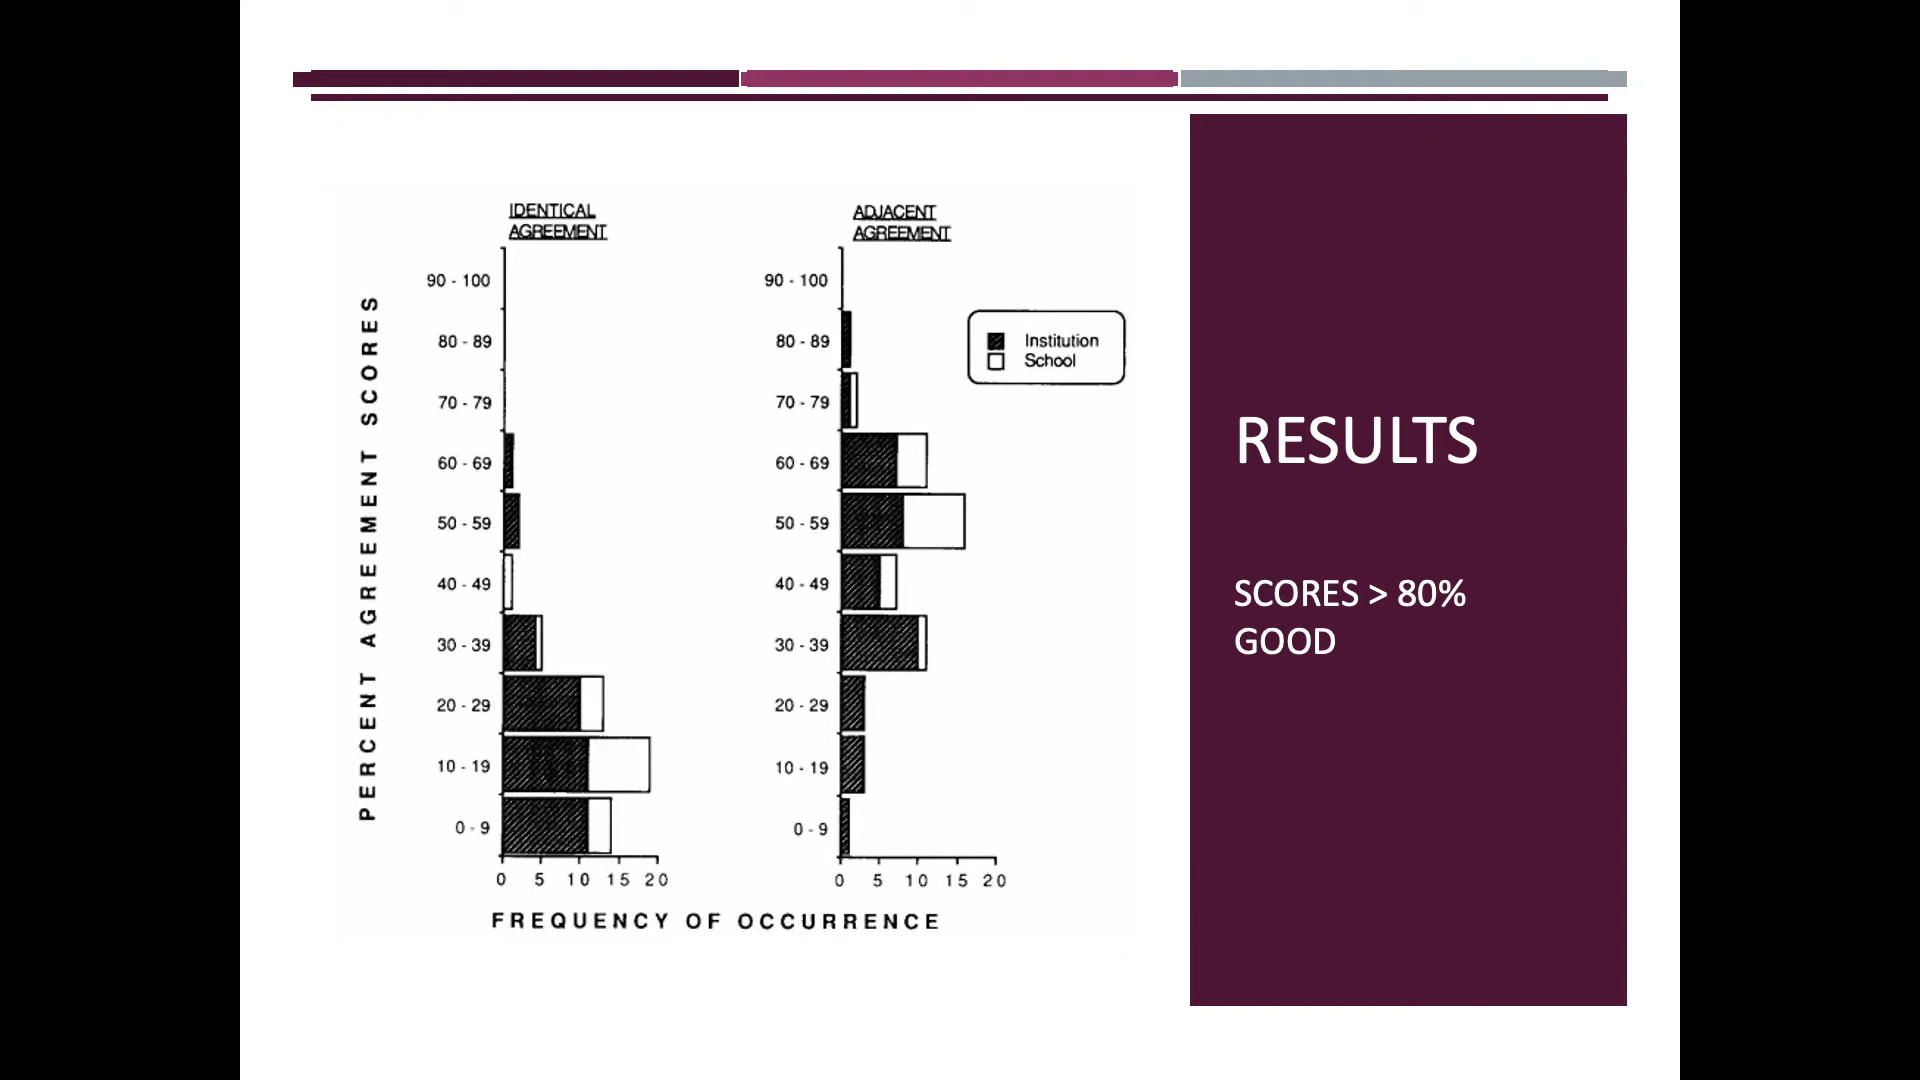 IDENTICAL
AGREEMENT
ADJACENT
AGREEMENT
PERCENT AGREEMENT SCORES
90 - 100
80 - 89
70 - 79
60 - 69
50 - 59
40 - 49
30 - 39
20 - 29
10 - 19
0 - 9
0 5 10 15 20
90 - 100
80 - 89
70 - 79
60 - 69
50 - 59
40 - 49
30 - 39
20 - 29
10 - 19
0 - 9
0 5 10 15 20
Institution
School
FREQUENCY OF OCCURRENCE
RESULTS
SCORES > 80%
GOOD